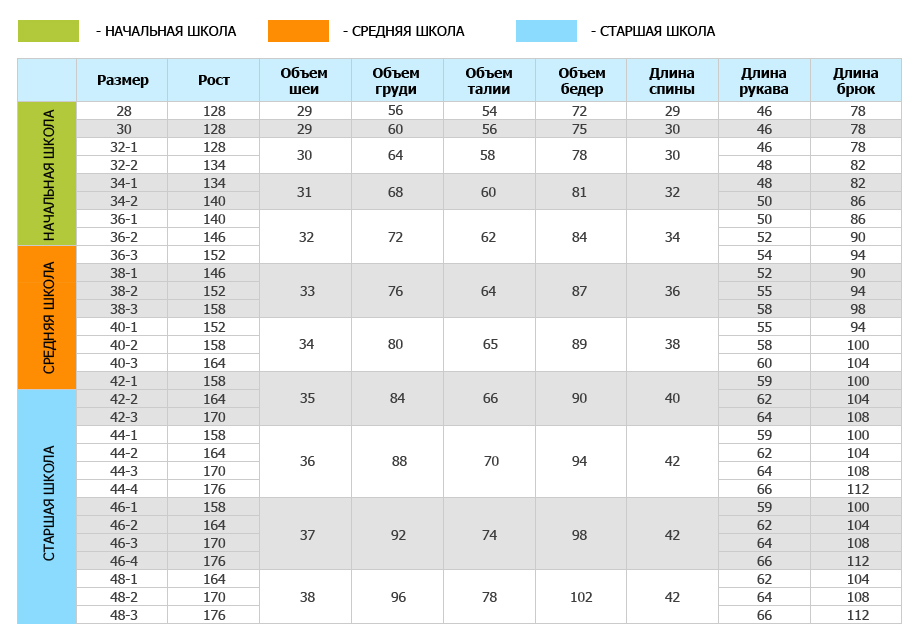 - НАЧАЛЬНАЯ ШКОЛА - СРЕДНЯЯ ШКОЛА - СТАРШАЯ ШКОЛА
Размер Рост Объем шеи Объем груди Объем талии Объем бедер Длина спины Длина рукава Длина брюк
НАЧАЛЬНАЯ ШКОЛА
28 128 29 56 54 72 29 46 78
30 128 29 60 56 75 30 46 78
32-1 128 30 64 58 78 30 46 78
32-2 134 48 82
34-1 134 31 68 60 81 32 48 82
34-2 140 50 86
36-1 140 32 72 62 84 34 50 86
36-2 146 52 90
СРЕДНЯЯ ШКОЛА
36-3 152 54 94
38-1 146 33 76 64 87 36 52 90
38-2 152 55 94
38-3 158 58 98
40-1 152 34 80 65 89 38 55 94
40-2 158 58 100
40-3 164 60 104
42-1 158 35 84 66 90 40 59 100
СТАРШАЯ ШКОЛА
42-2 164 62 104
42-3 170 64 108
44-1 158 36 88 70 94 42 59 100
44-2 164 62 104
44-3 170 64 108
44-4 176 66 112
46-1 158 37 92 74 98 42 59 100
46-2 164 62 104
46-3 170 64 108
46-4 176 66 112
48-1 164 38 96 78 102 42 62 104
48-2 170 64 108
48-3 176 66 112